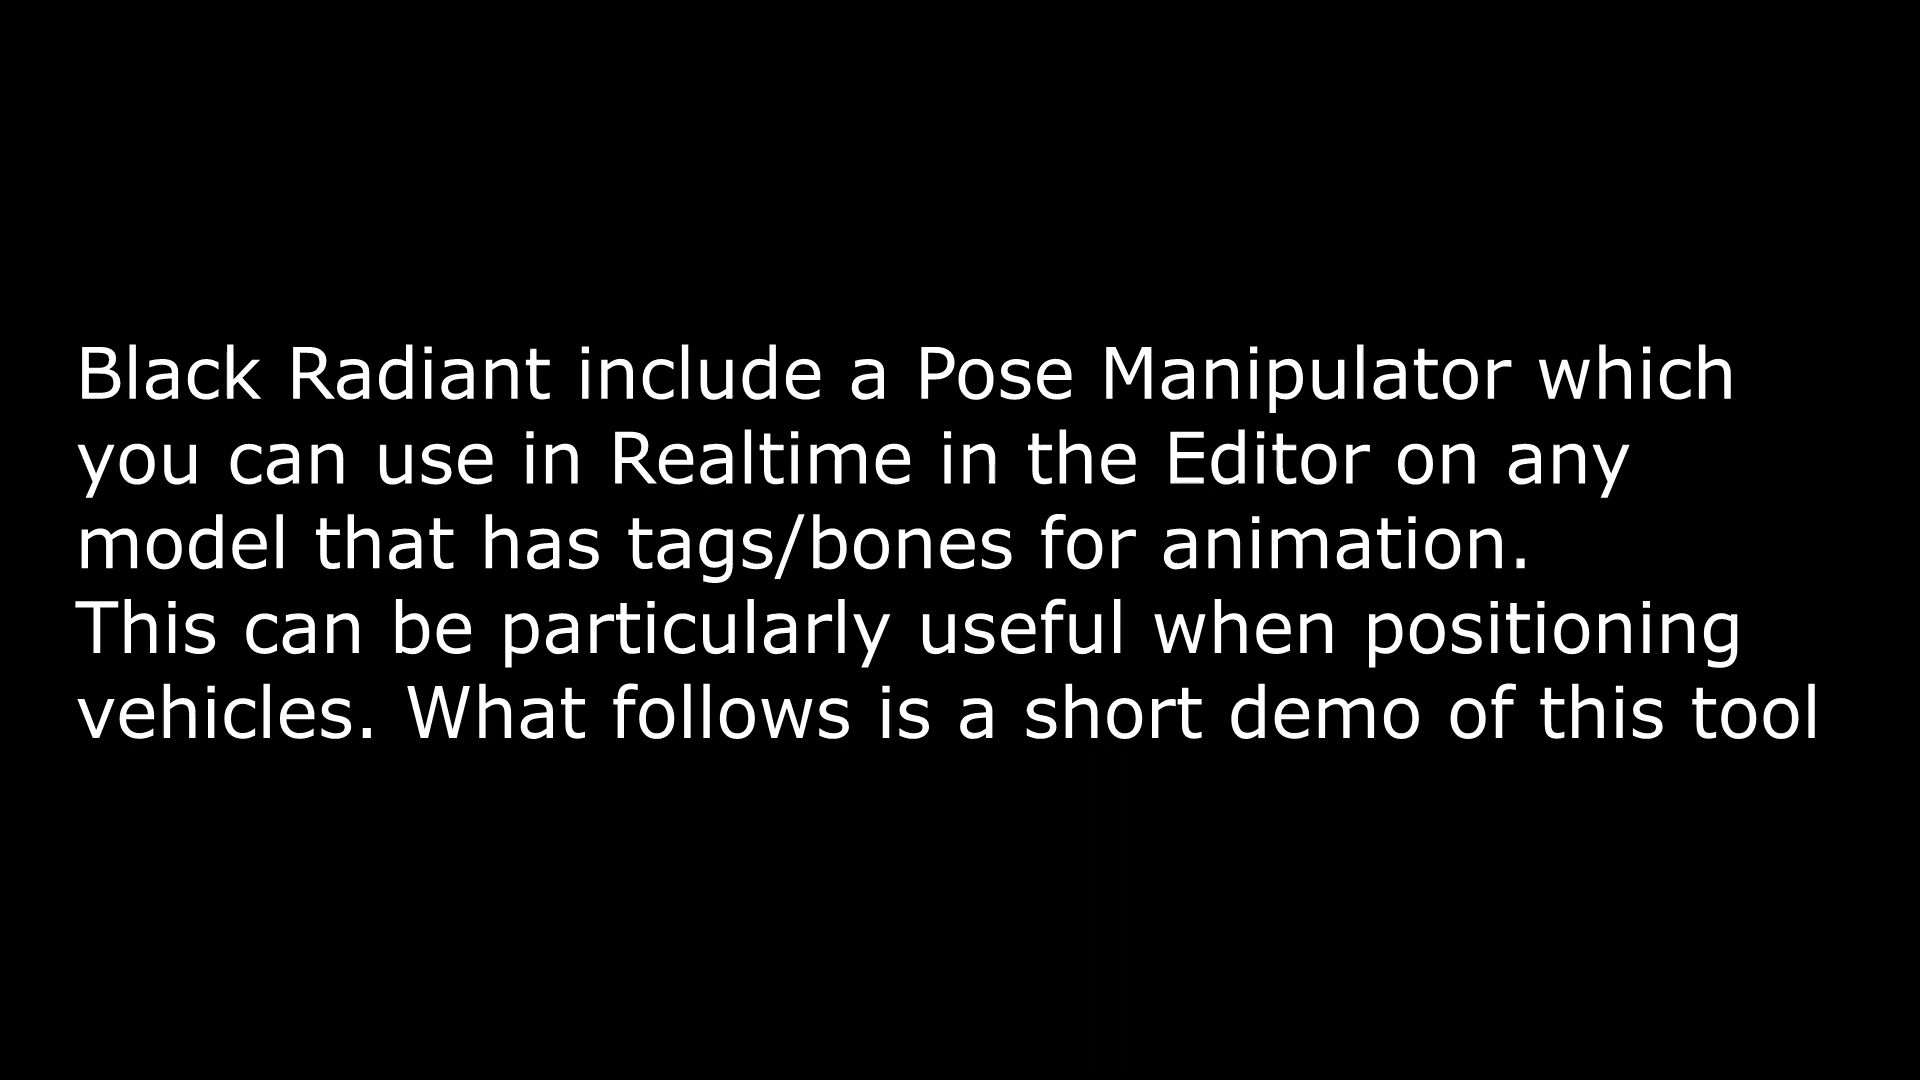 Black Radiant include a Pose Manipulator which
you can use in Realtime in the Editor on any
model that has tags/bones for animation.
This can be particularly useful when positioning
vehicles. What follows is a short demo of this tool